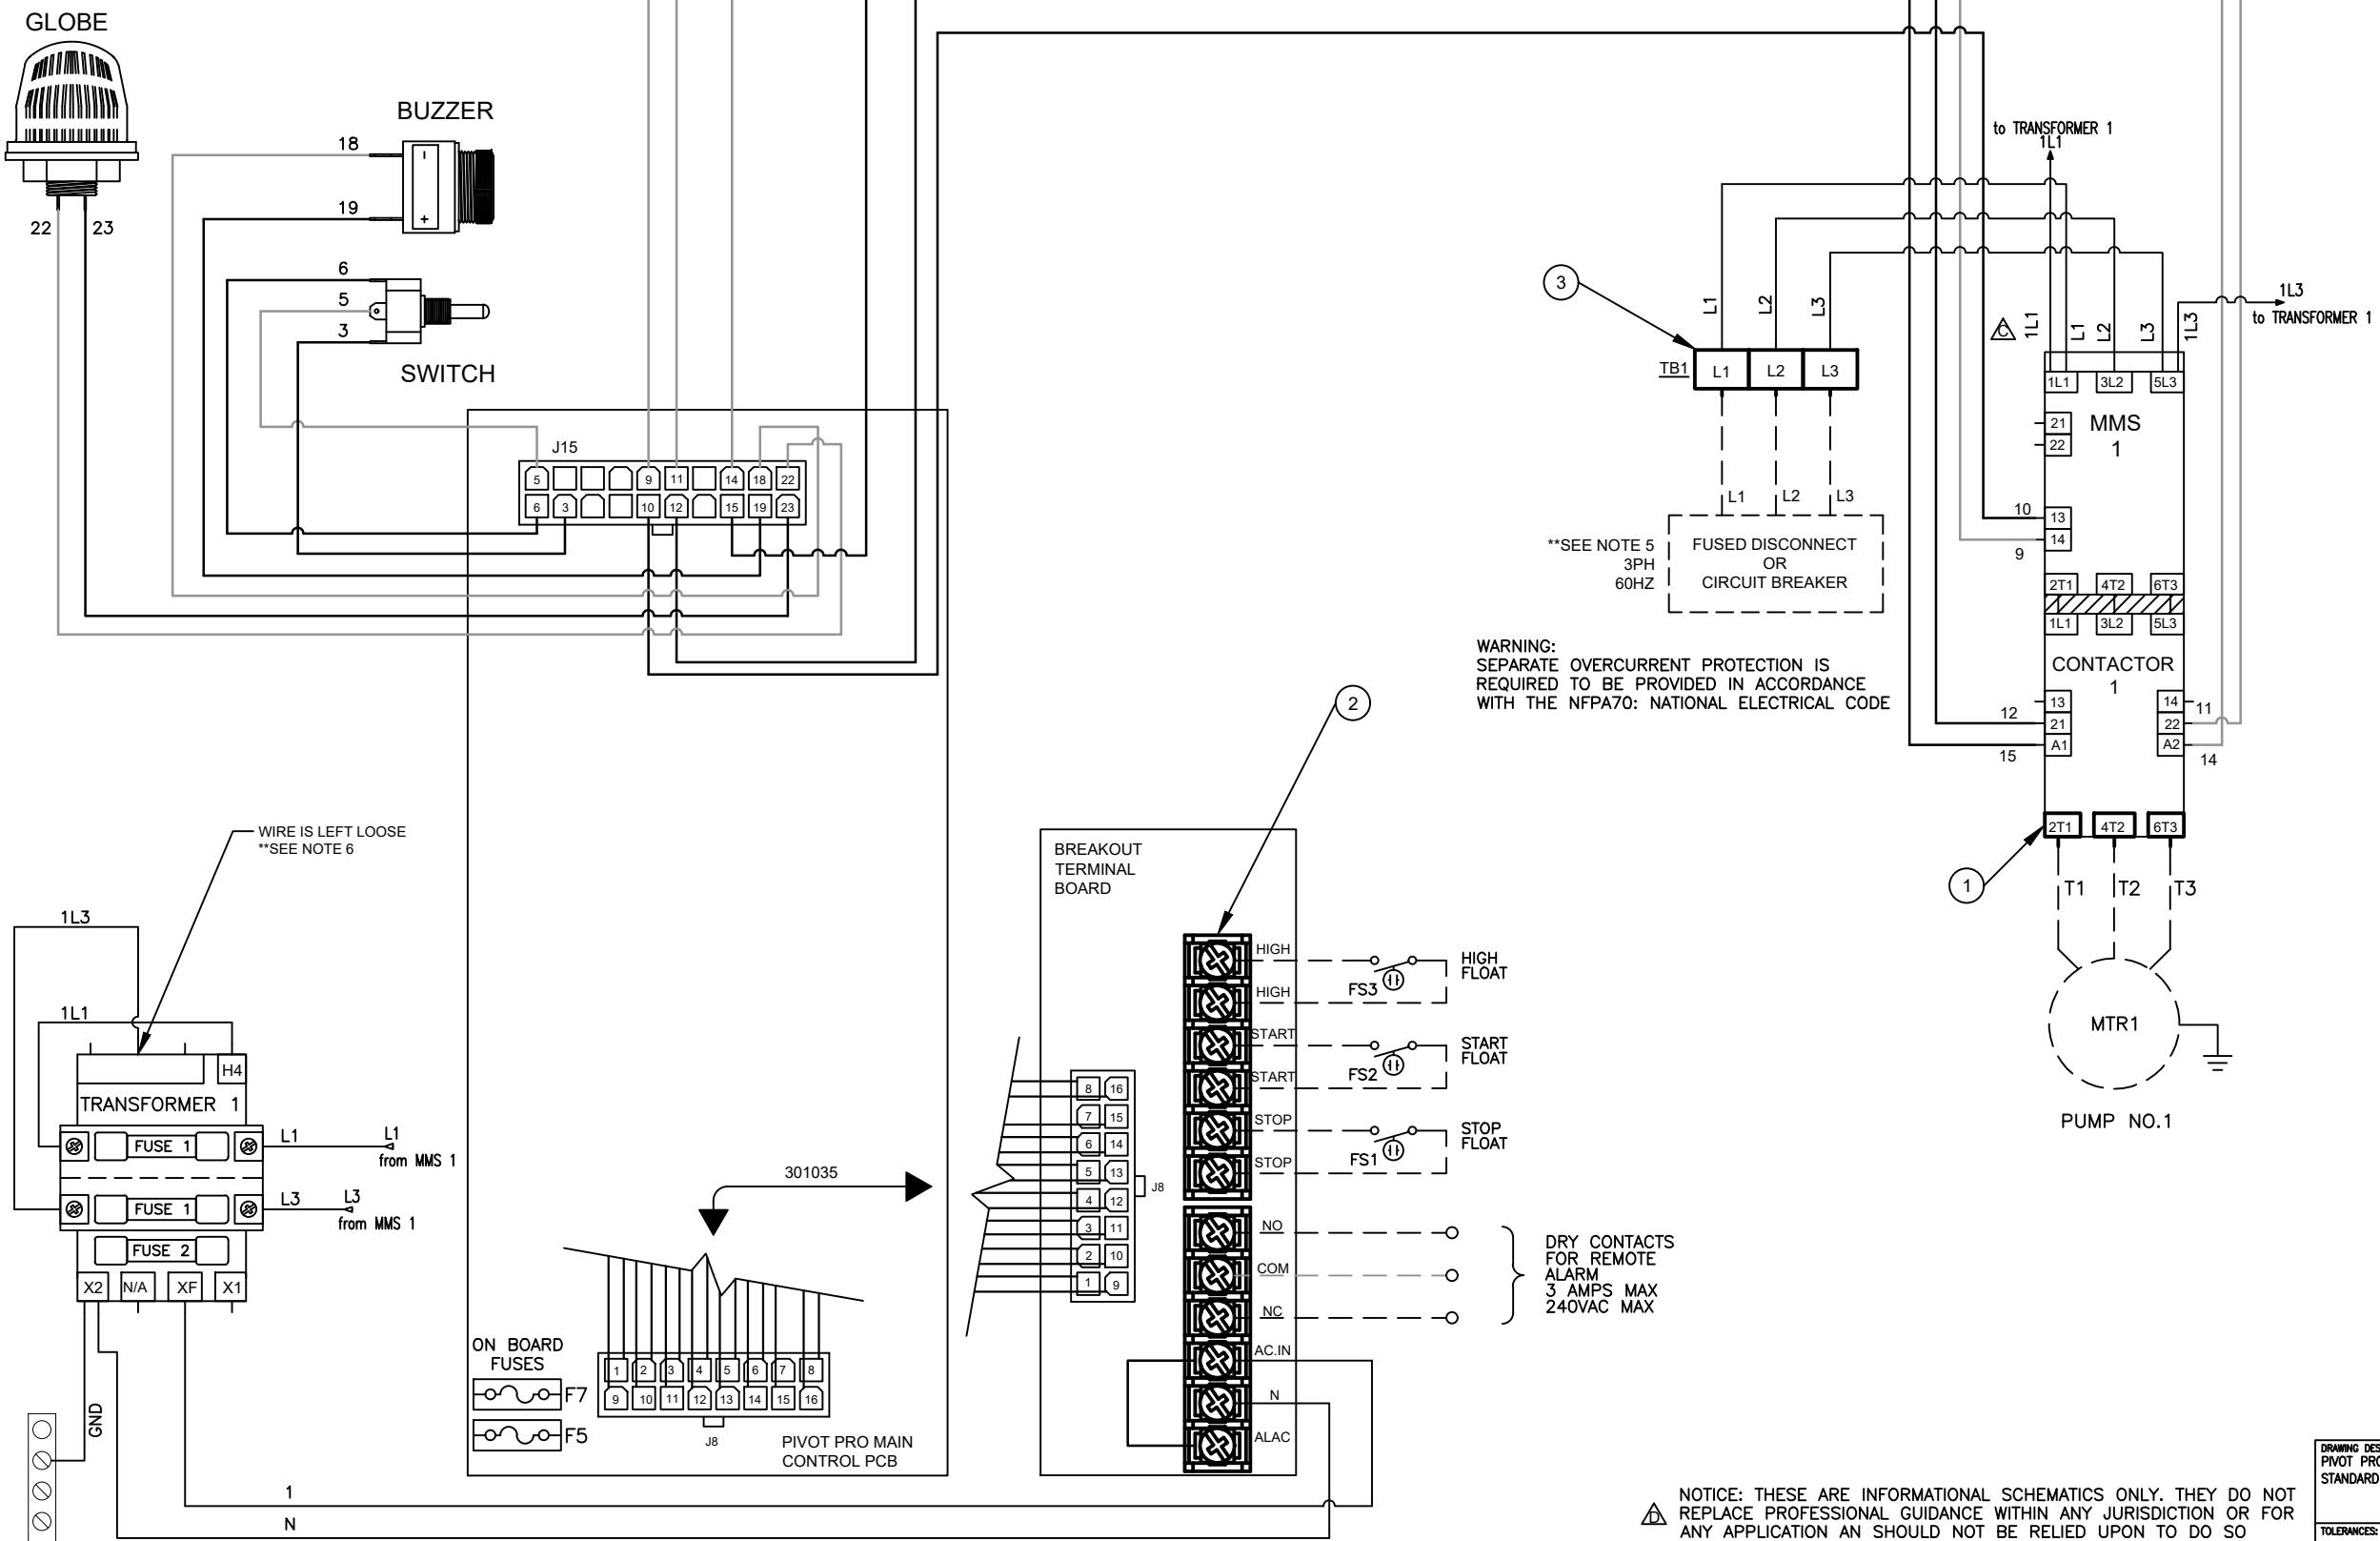 GLOBE
22
23
BUZZER
18
19
-
+
6
5
3
SWITCH
J15
5
9
11
14
18
22
6
3
10
12
15
19
23
to TRANSFORMER 1
1L1
1L3
to TRANSFORMER 1
3
L1
L2
L3
C
1L1
L1
L2
L3
1L3
TB1
L1
L2
L3
1L1
3L2
5L3
MMS
1
21
22
L1
L2
L3
10
13
14
9
**SEE NOTE 5
3PH
60HZ
FUSED DISCONNECT
OR
CIRCUIT BREAKER
2T1
4T2
6T3
1L1
3L2
5L3
WARNING:
SEPARATE OVERCURRENT PROTECTION IS
REQUIRED TO BE PROVIDED IN ACCORDANCE
WITH THE NFPA70: NATIONAL ELECTRICAL CODE
CONTACTOR
1
13
14
11
12
21
22
A1
A2
15
14
2T1
4T2
6T3
1
T1
T2
T3
MTR1
PUMP NO.1
2
WIRE IS LEFT LOOSE
**SEE NOTE 6
1L3
1L1
H4
TRANSFORMER 1
FUSE 1
L1
L1
from MMS 1
FUSE 1
L3
L3
from MMS 1
FUSE 2
X2
N/A
XF
X1
GND
1
N
301035
ON BOARD
FUSES
F7
F5
1
2
3
4
5
6
7
8
9
10
11
12
13
14
15
16
J8
PIVOT PRO MAIN
CONTROL PCB
BREAKOUT
TERMINAL
BOARD
8
16
7
15
6
14
5
13
4
12
3
11
2
10
1
9
J8
HIGH
HIGH
START
START
STOP
STOP
NO
COM
NC
AC.IN
N
ALAC
FS3
HIGH
FLOAT
FS2
START
FLOAT
FS1
STOP
FLOAT
DRY CONTACTS
FOR REMOTE
ALARM
3 AMPS MAX
240VAC MAX
D
NOTICE: THESE ARE INFORMATIONAL SCHEMATICS ONLY. THEY DO NOT
REPLACE PROFESSIONAL GUIDANCE WITHIN ANY JURISDICTION OR FOR
ANY APPLICATION AN SHOULD NOT BE RELIED UPON TO DO SO
DRAWING DES
PIVOT PRO
STANDARD
TOLERANCES: